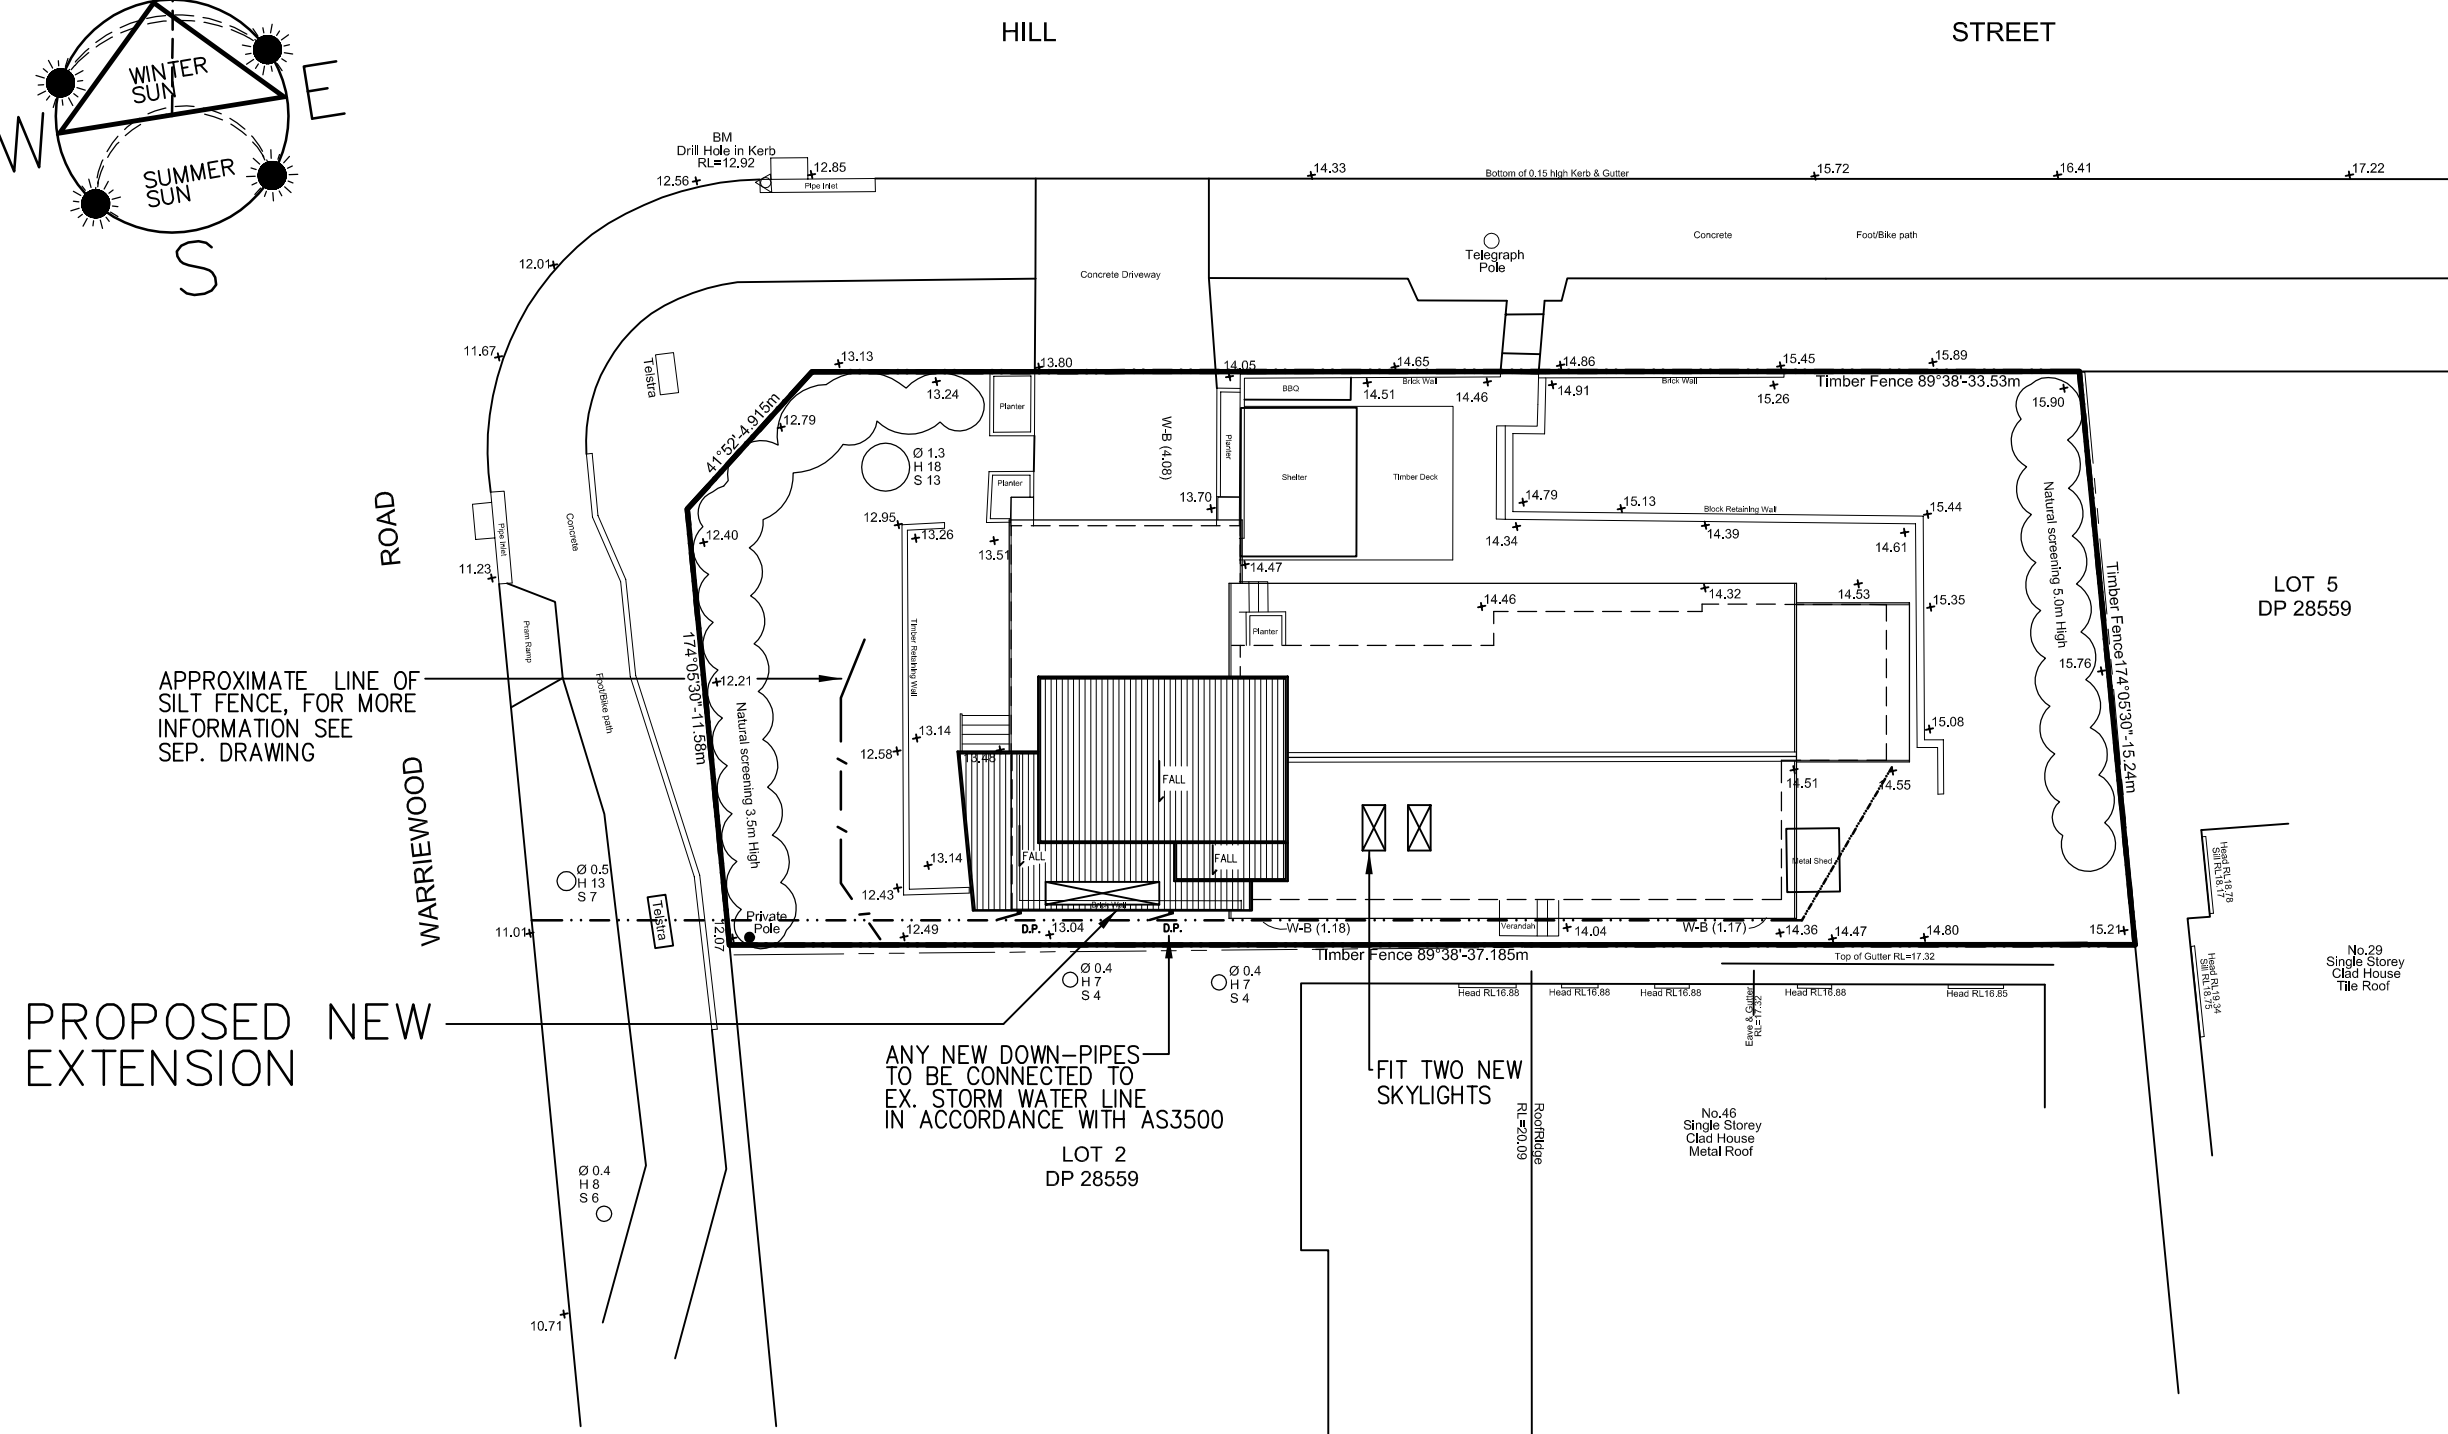 HILL
STREET
WINTER
SUN
SUMMER
SUN
W
E
S
BM
Drill Hole in Kerb
RL=12.92
12.56
12.85
Pipe Inlet
14.33
Bottom of 0.15 high Kerb & Gutter
15.72
16.41
17.22
12.01
Concrete Driveway
Telegraph
Pole
Concrete
Foot/Bike path
11.67
Telstra
13.13
13.80
14.05
14.65
14.86
15.45
15.89
Timber Fence 89°38'-33.53m
41°52'-4.915m
12.79
13.24
Planter
BBQ
14.51
Brick Wall
14.46
14.91
Brick Wall
15.26
15.90
W-B (4.08)
Planter
Ø 1.3
H 18
S 13
Planter
Shelter
Timber Deck
13.70
14.79
15.13
Block Retaining Wall
15.44
ROAD
Pipe Inlet
Concrete
12.40
12.95
13.26
13.51
14.34
14.39
14.61
11.23
14.47
Natural screening 5.0m High
Timber Fence174°05'30"-15.24m
LOT 5
DP 28559
14.46
14.32
14.53
15.35
Pram Ramp
Planter
Timber Retaining Wall
174°05'30"-11.58m
15.76
APPROXIMATE LINE OF
SILT FENCE, FOR MORE
INFORMATION SEE
SEP. DRAWING
12.21
Foot/Bike path
Natural screening 3.5m High
12.58
13.14
13.48
15.08
FALL
14.51
14.55
WARRIEWOOD
13.14
FALL
FALL
Metal Shed
Head RL18.78
Sill RL18.17
Ø 0.5
H 13
S 7
12.43
Brick Wall
Telstra
Private
Pole
11.01
12.07
12.49
D.P.
13.04
D.P.
W-B (1.18)
Verandah
14.04
W-B (1.17)
14.36
14.47
14.80
15.21
Timber Fence 89°38'-37.185m
Top of Gutter RL=17.32
No.29
Single Storey
Clad House
Tile Roof
Head RL19.34
Sill RL18.75
Ø 0.4
H 7
S 4
Ø 0.4
H 7
S 4
Head RL16.88
Head RL16.88
Head RL16.88
Head RL16.88
Head RL16.85
Eave & Gutter
RL=17.32
PROPOSED NEW
EXTENSION
ANY NEW DOWN-PIPES
TO BE CONNECTED TO
EX. STORM WATER LINE
IN ACCORDANCE WITH AS3500
FIT TWO NEW
SKYLIGHTS
RoofRidge
RL=20.09
No.46
Single Storey
Clad House
Metal Roof
LOT 2
DP 28559
Ø 0.4
H 8
S 6
10.71